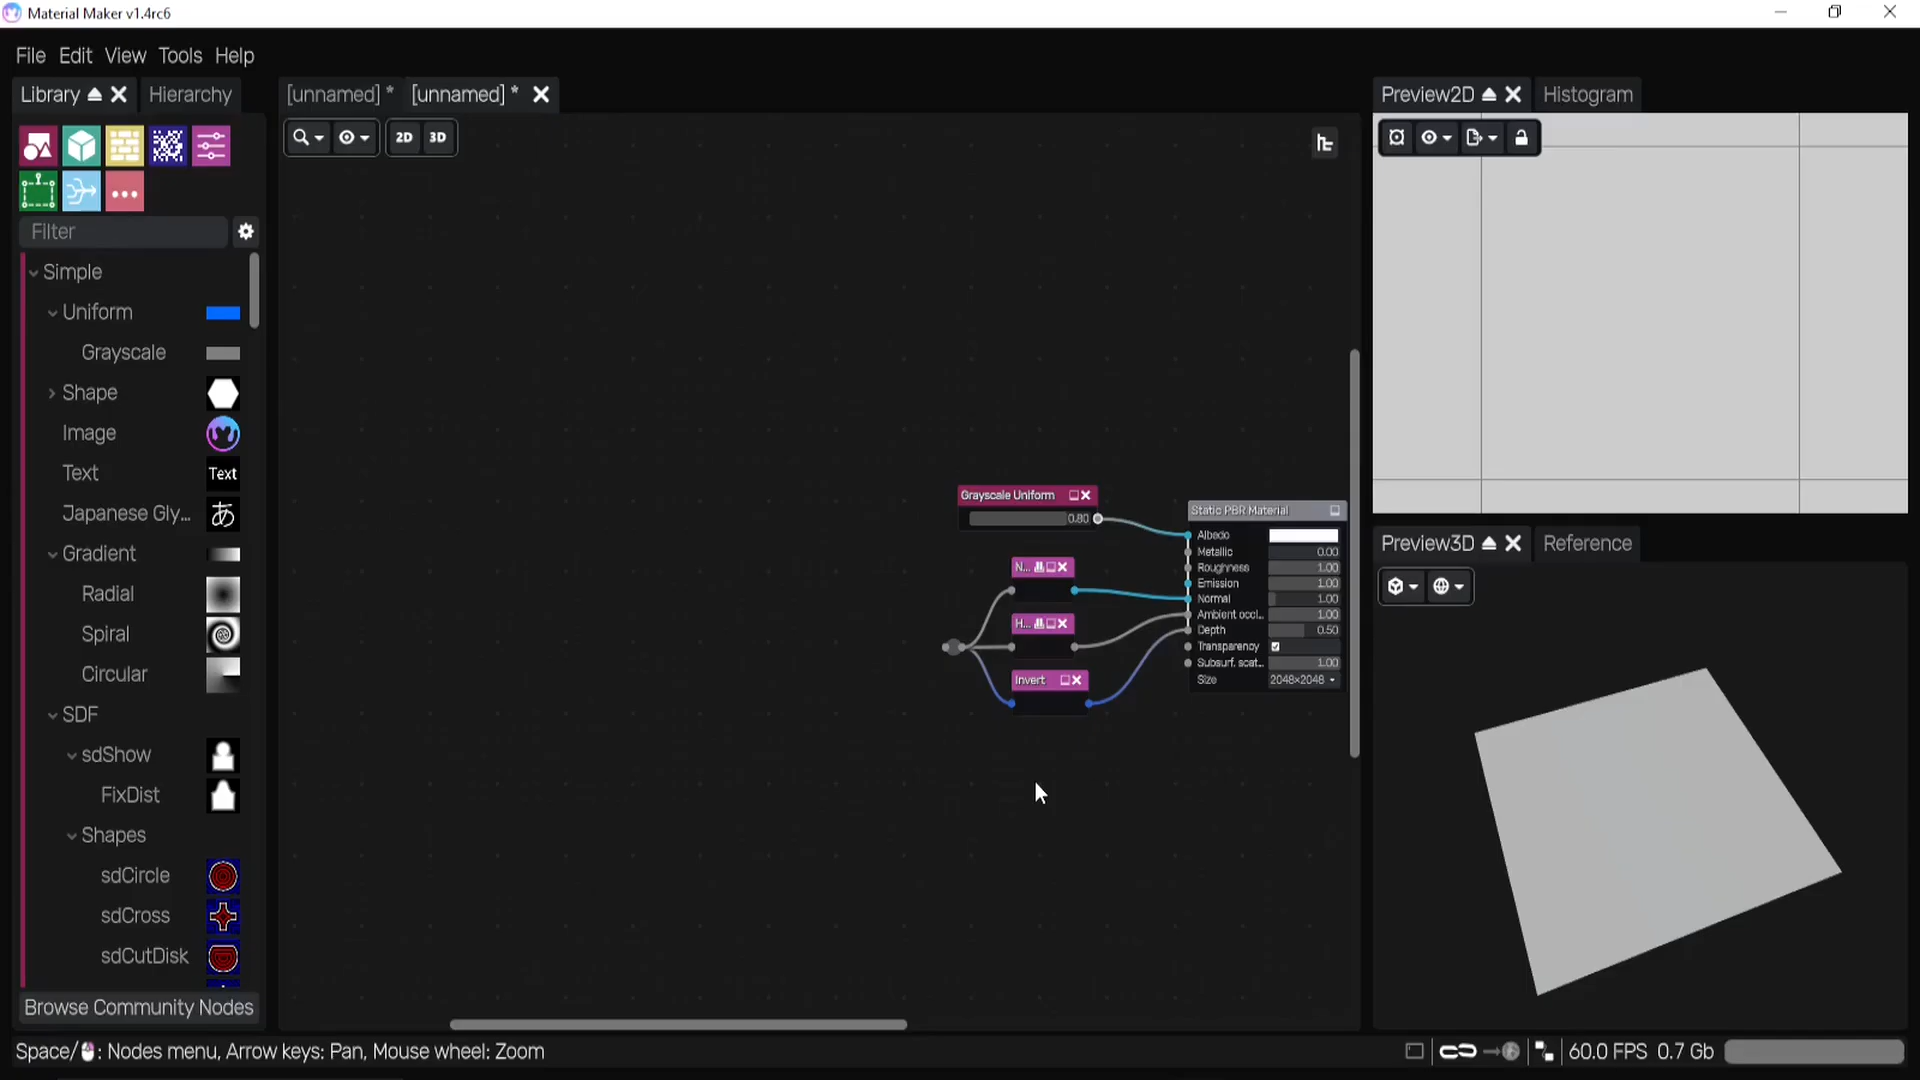 Material Maker v1.4rc6
File Edit View Tools Help
Library Hierarchy
[unnamed] * [unnamed] *
Preview2D Histogram
2D 3D
Filter
Simple
Uniform
Grayscale
Shape
Image
Text Text
Japanese Gly... あ
Gradient
Radial
Spiral
Circular
SDF
sdShow
FixDist
Shapes
sdCircle
sdCross
sdCutDisk
Browse Community Nodes
Grayscale Uniform
0.80
N...
H...
Invert
Static PBR Material
Albedo
Metallic 0.00
Roughness 1.00
Emission 1.00
Normal 1.00
Ambient occl... 1.00
Depth 0.50
Transparency
Subsurf. scat... 1.00
Size 2048×2048
Preview3D Reference
Space/ : Nodes menu, Arrow keys: Pan, Mouse wheel: Zoom
60.0 FPS 0.7 Gb